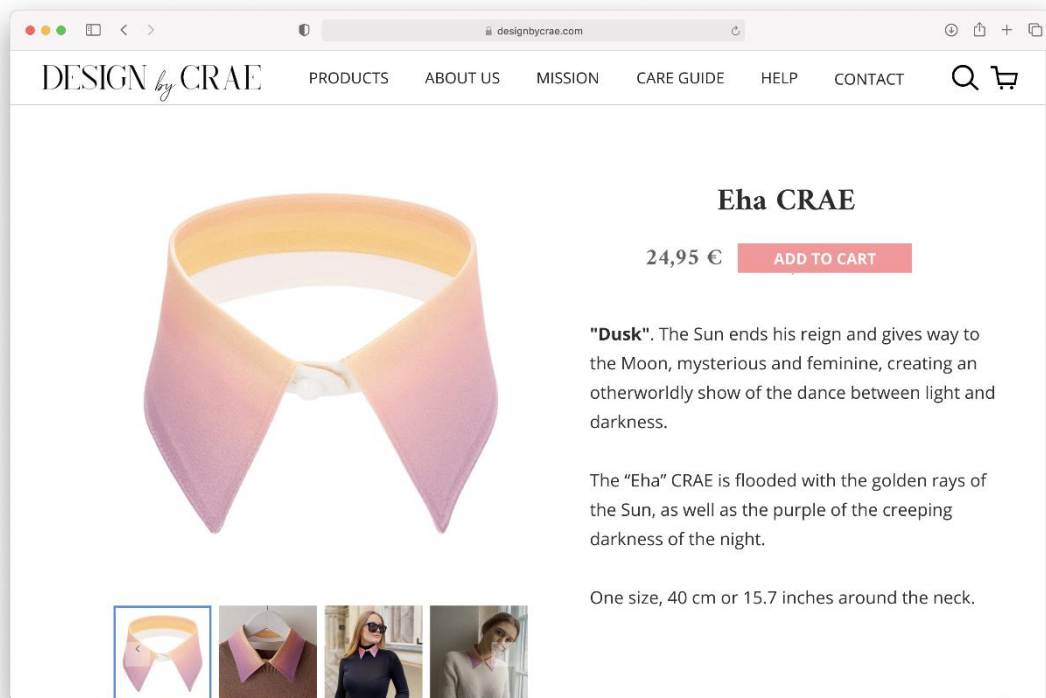 designbycrae.com
DESIGN by CRAE
PRODUCTS
ABOUT US
MISSION
CARE GUIDE
HELP
CONTACT
Eha CRAE
24,95 €
ADD TO CART
"Dusk". The Sun ends his reign and gives way to
the Moon, mysterious and feminine, creating an
otherworldly show of the dance between light and
darkness.
The “Eha” CRAE is flooded with the golden rays of
the Sun, as well as the purple of the creeping
darkness of the night.
One size, 40 cm or 15.7 inches around the neck.